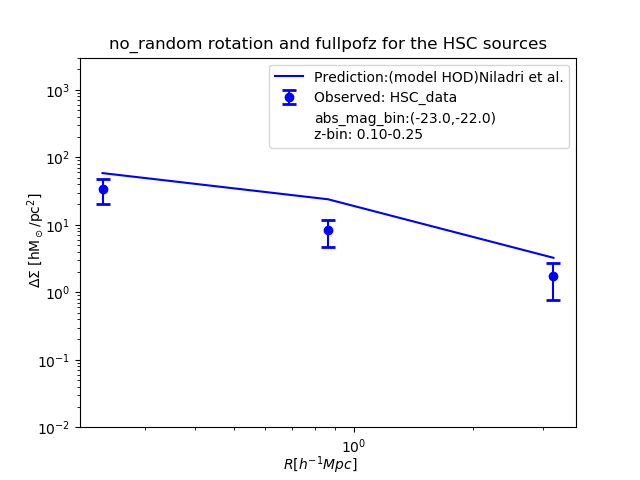 no_random rotation and fullpofz for the HSC sources
Prediction:(model HOD)Niladri et al.
Observed: HSC_data
abs_mag_bin:(-23.0,-22.0)
z-bin: 0.10-0.25
ΔΣ [hM⊙/pc²]
10³
10²
10¹
10⁰
10⁻¹
10⁻²
10⁰
R[h⁻¹Mpc]